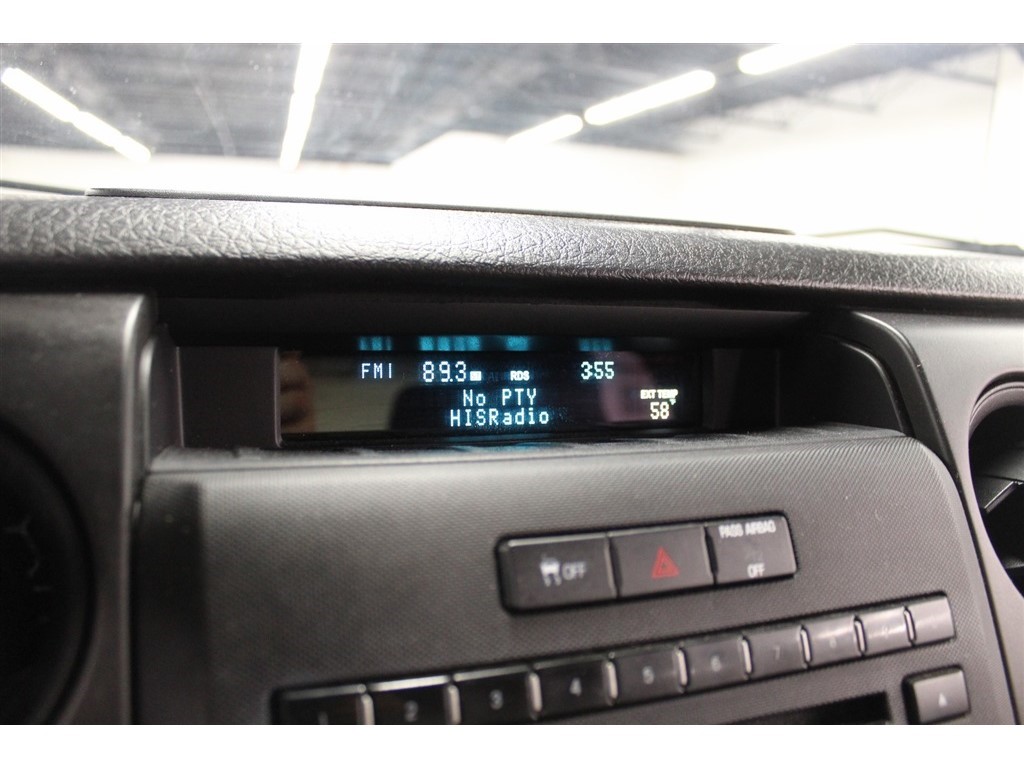 FM1 89.3 RDS 3:55
No PTY EXT TEMP
HISRadio 58°F
OFF PASS AIRBAG OFF
1 2 3 4 5 6 7 8 9